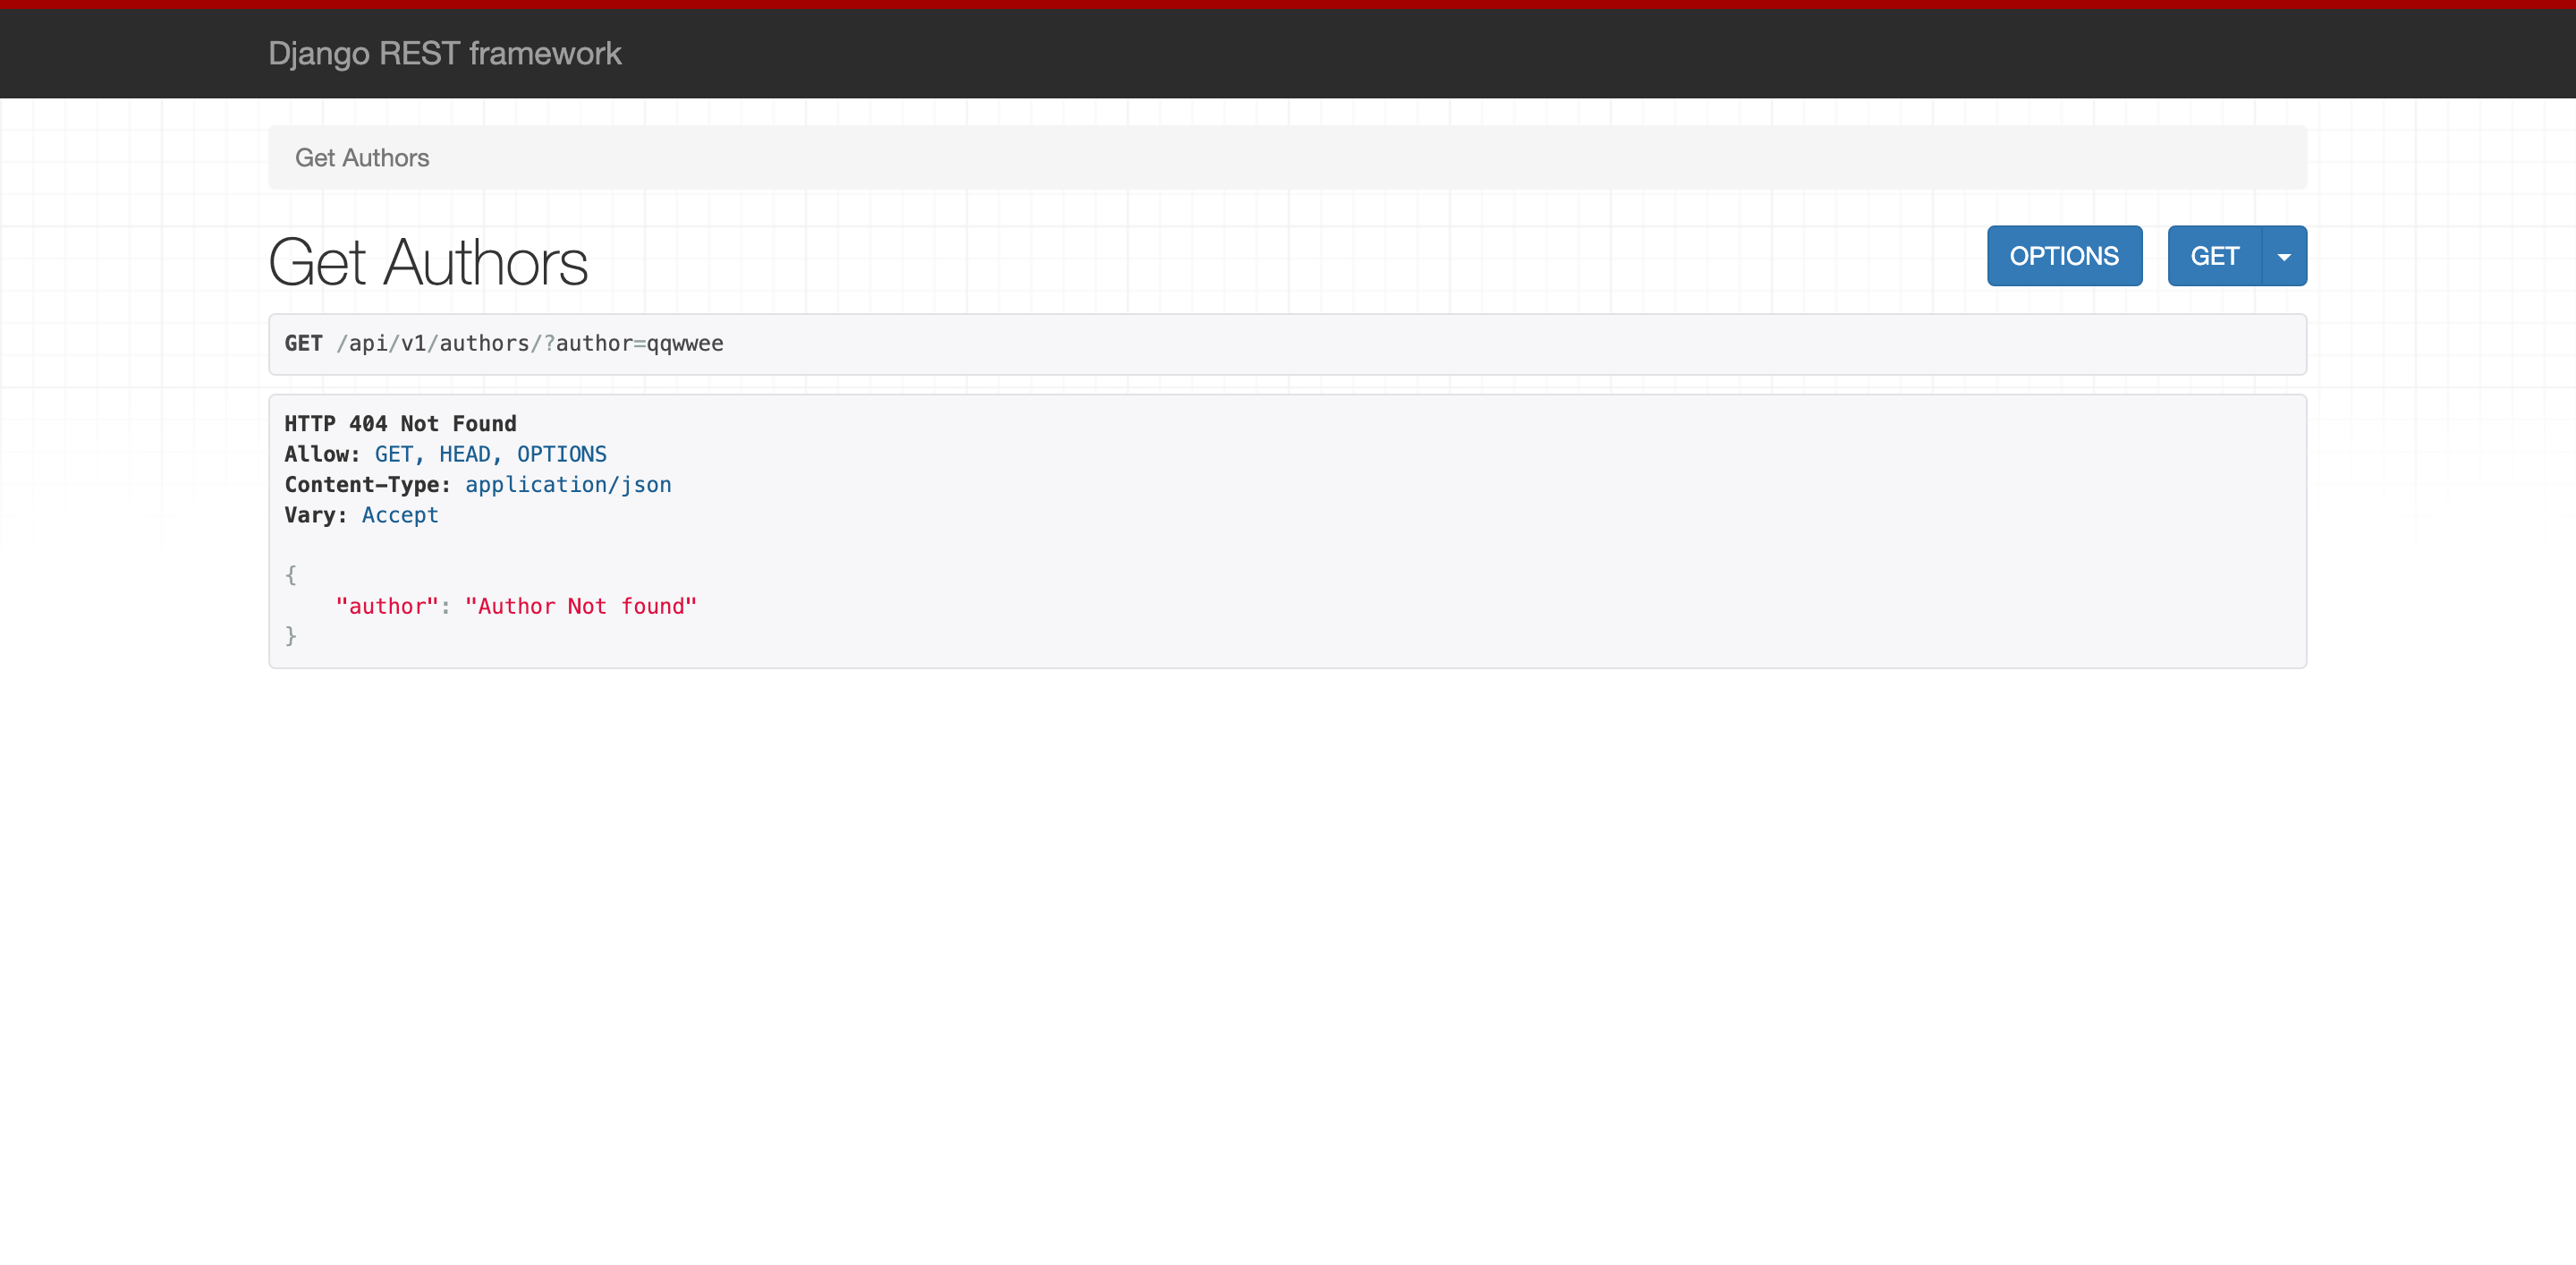 Django REST framework
Get Authors
Get Authors
OPTIONS
GET
GET /api/v1/authors/?author=qqwwee
HTTP 404 Not Found
Allow: GET, HEAD, OPTIONS
Content-Type: application/json
Vary: Accept
{
    "author": "Author Not found"
}